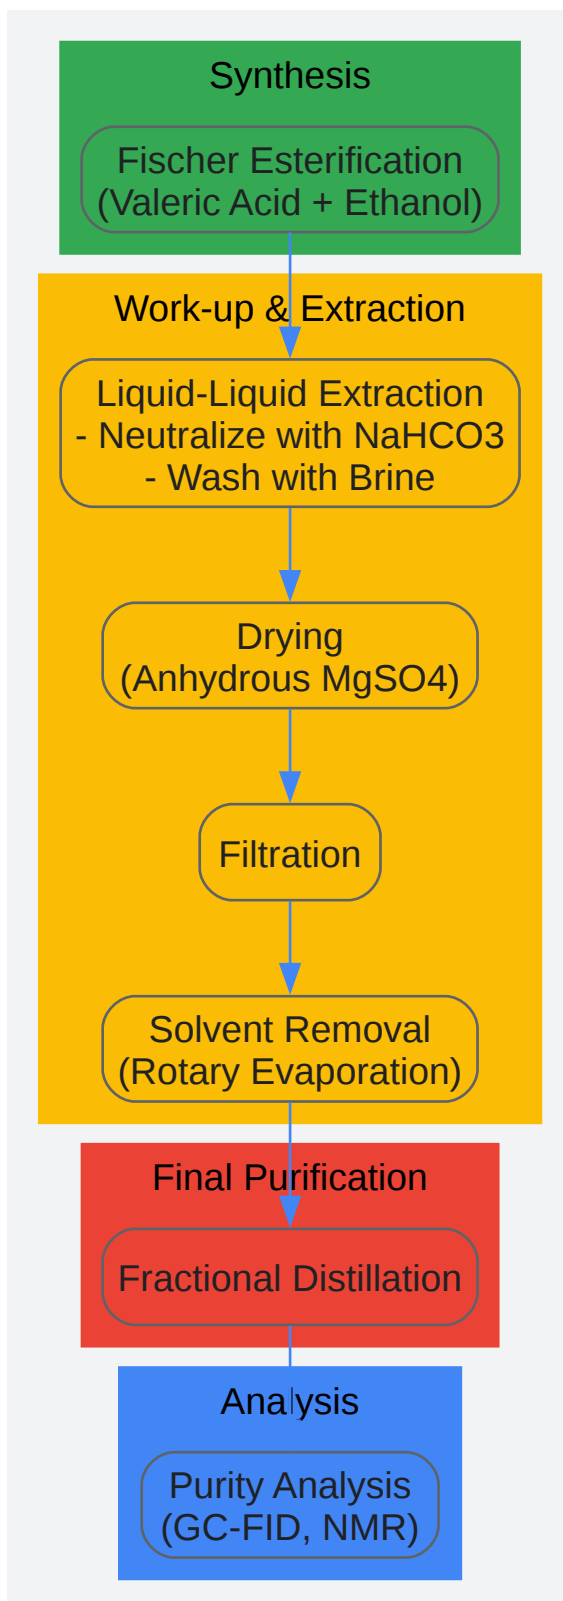 Synthesis
Fischer Esterification
(Valeric Acid + Ethanol)
Work-up & Extraction
Liquid-Liquid Extraction
- Neutralize with NaHCO3
- Wash with Brine
Drying
(Anhydrous MgSO4)
Filtration
Solvent Removal
(Rotary Evaporation)
Final Purification
Fractional Distillation
Analysis
Purity Analysis
(GC-FID, NMR)